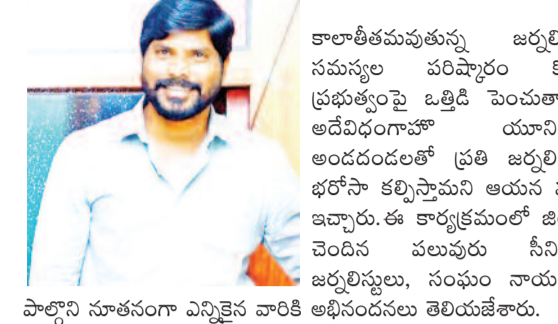 కాలాతీతమవుతున్న జర్నలి
సమస్యల పరిష్కారం క
ప్రభుత్వంపై ఒత్తిడి పెంచుతా
అదేవిధంగాహొ యూని
అండదండలతో ప్రతి జర్నలి
భరోసా కల్పిస్తామని ఆయన
ఇచ్చారు.ఈ కార్యక్రమంలో జి
చెందిన పలువురు సీని
జర్నలిస్టులు, సంఘం నాయ
పాల్గొని నూతనంగా ఎన్నికైన వారికి అభినందనలు తెలియజేశారు.